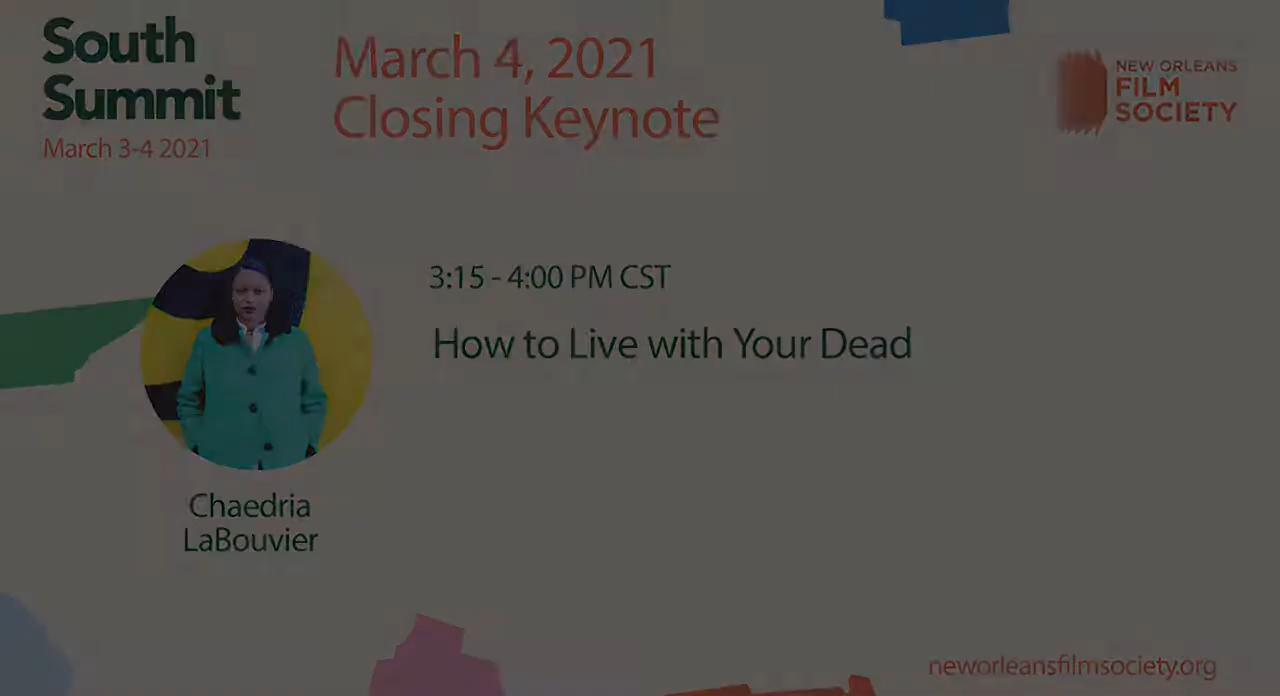 South
Summit
March 3-4 2021
March 4, 2021
Closing Keynote
NEW ORLEANS
FILM
SOCIETY
3:15 - 4:00 PM CST
How to Live with Your Dead
Chaedria
LaBouvier
neworleansfilmsociety.org